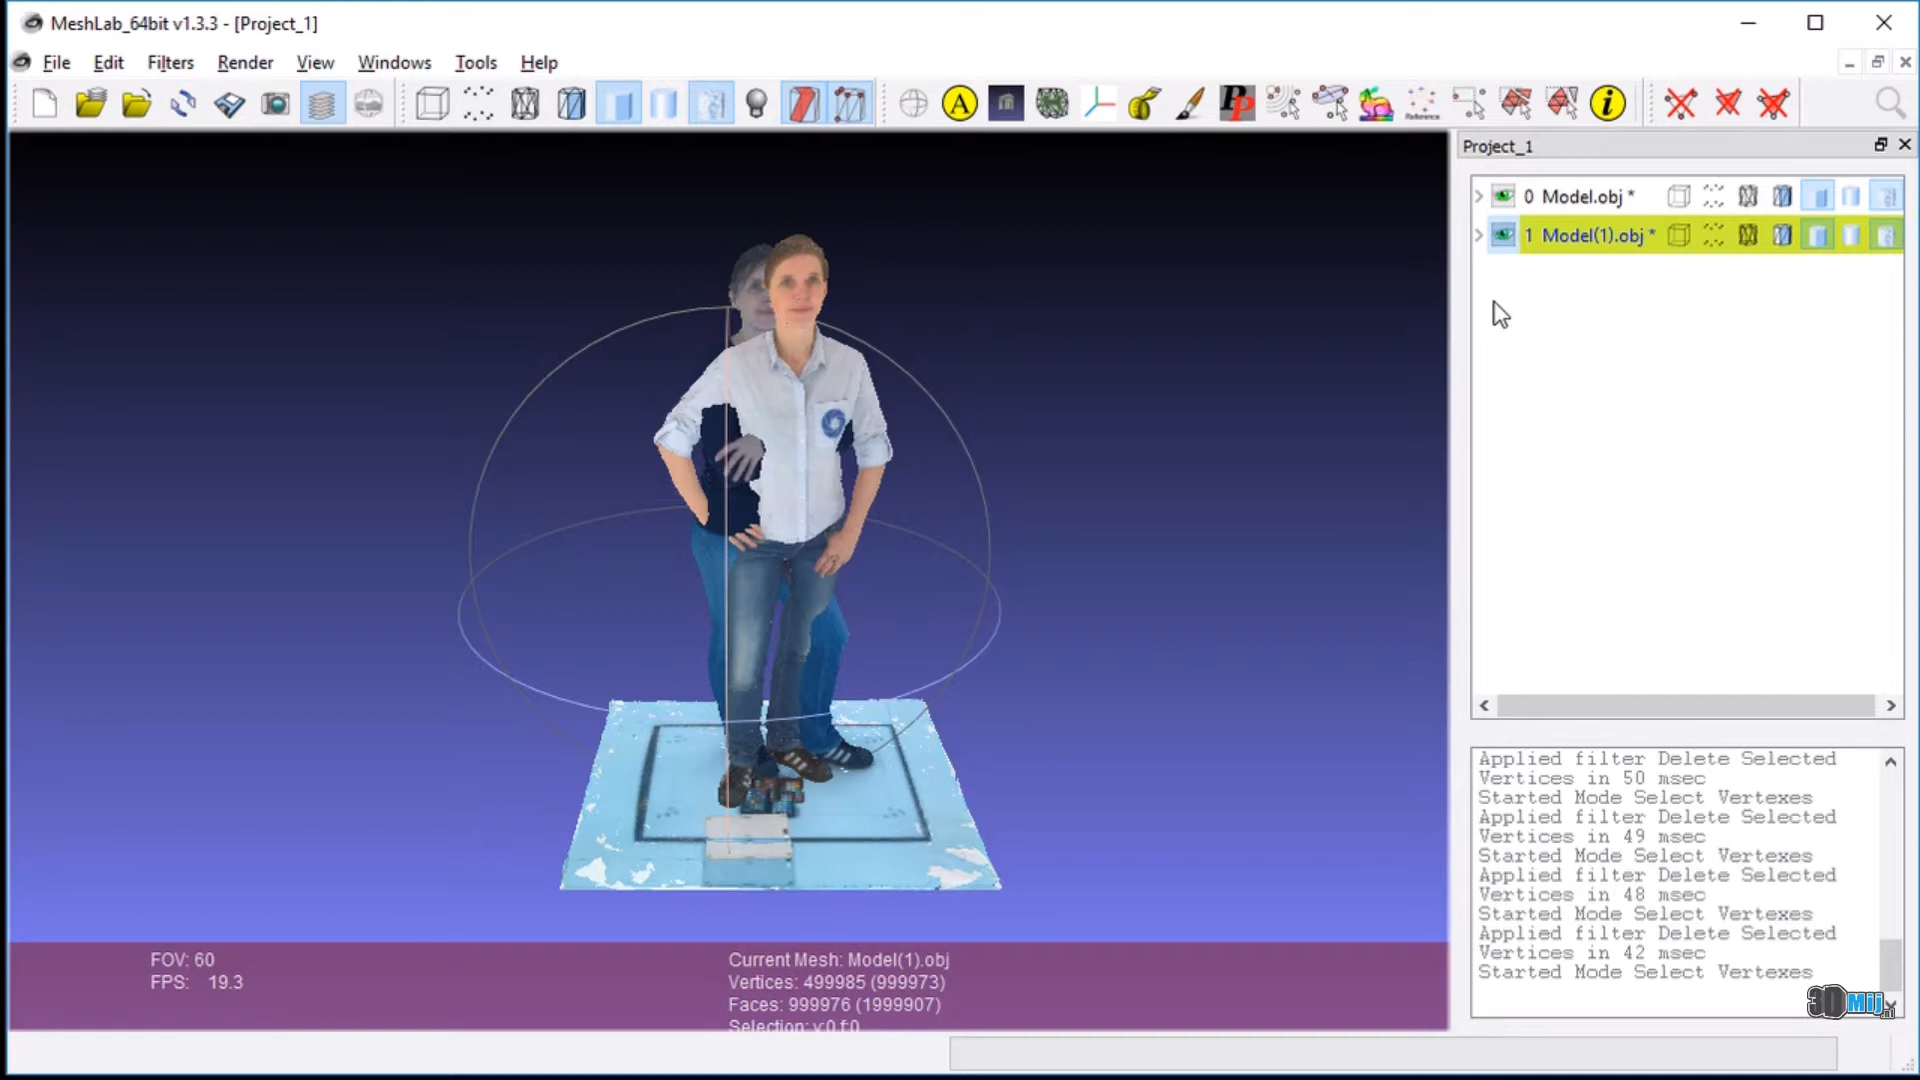 MeshLab_64bit v1.3.3 - [Project_1]
File Edit Filters Render View Windows Tools Help
A
PP
Reference
i
Project_1
0 Model.obj *
1 Model(1).obj *
Applied filter Delete Selected
Vertices in 50 msec
Started Mode Select Vertexes
Applied filter Delete Selected
Vertices in 49 msec
Started Mode Select Vertexes
Applied filter Delete Selected
Vertices in 48 msec
Started Mode Select Vertexes
Applied filter Delete Selected
Vertices in 42 msec
Started Mode Select Vertexes
FOV: 60
FPS: 19.3
Current Mesh: Model(1).obj
Vertices: 499985 (999973)
Faces: 999976 (1999907)
Selection: v:0 f:0
3DMij.nl